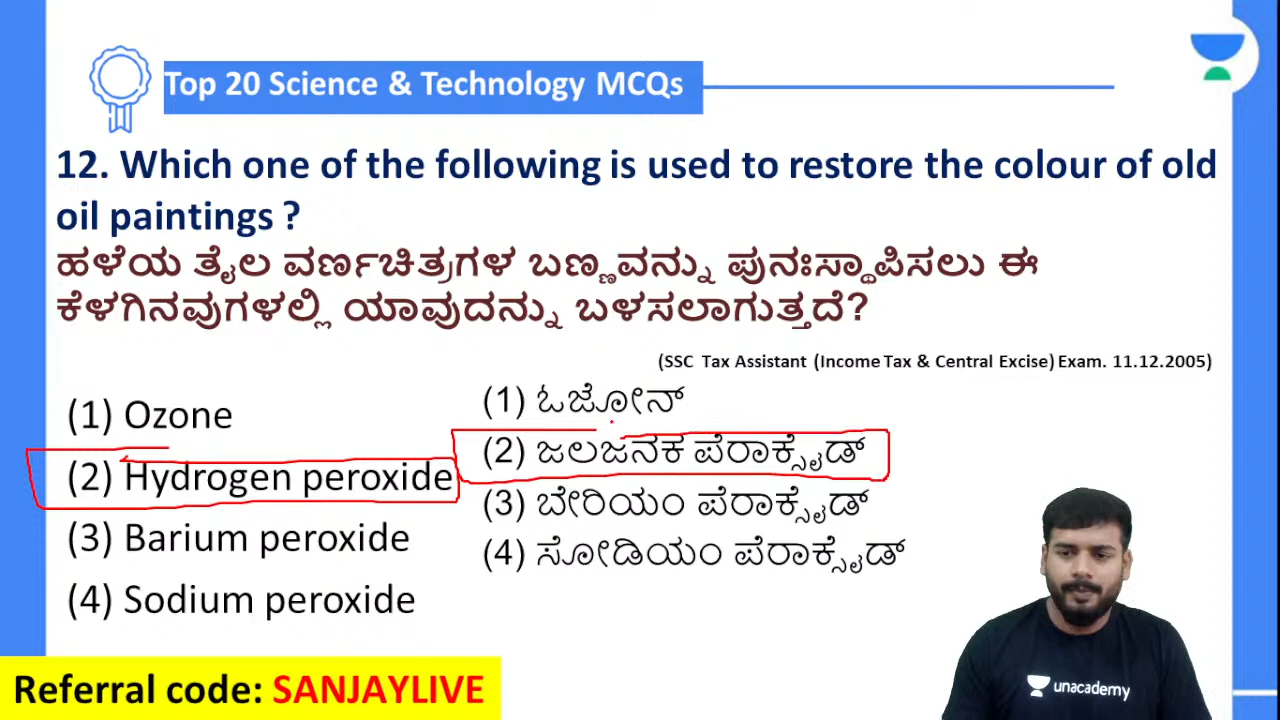 Top 20 Science & Technology MCQs
12. Which one of the following is used to restore the colour of old
oil paintings ?
ಹಳೆಯ ತೈಲ ವರ್ಣಚಿತ್ರಗಳ ಬಣ್ಣವನ್ನು ಪುನಃಸ್ಥಾಪಿಸಲು ಈ
ಕೆಳಗಿನವುಗಳಲ್ಲಿ ಯಾವುದನ್ನು ಬಳಸಲಾಗುತ್ತದೆ?
(SSC Tax Assistant (Income Tax & Central Excise) Exam. 11.12.2005)
(1) Ozone
(2) Hydrogen peroxide
(3) Barium peroxide
(4) Sodium peroxide
(1) ಓಜೋನ್
(2) ಜಲಜನಕ ಪೆರಾಕ್ಸೈಡ್
(3) ಬೇರಿಯಂ ಪೆರಾಕ್ಸೈಡ್
(4) ಸೋಡಿಯಂ ಪೆರಾಕ್ಸೈಡ್
unacademy
Referral code: SANJAYLIVE